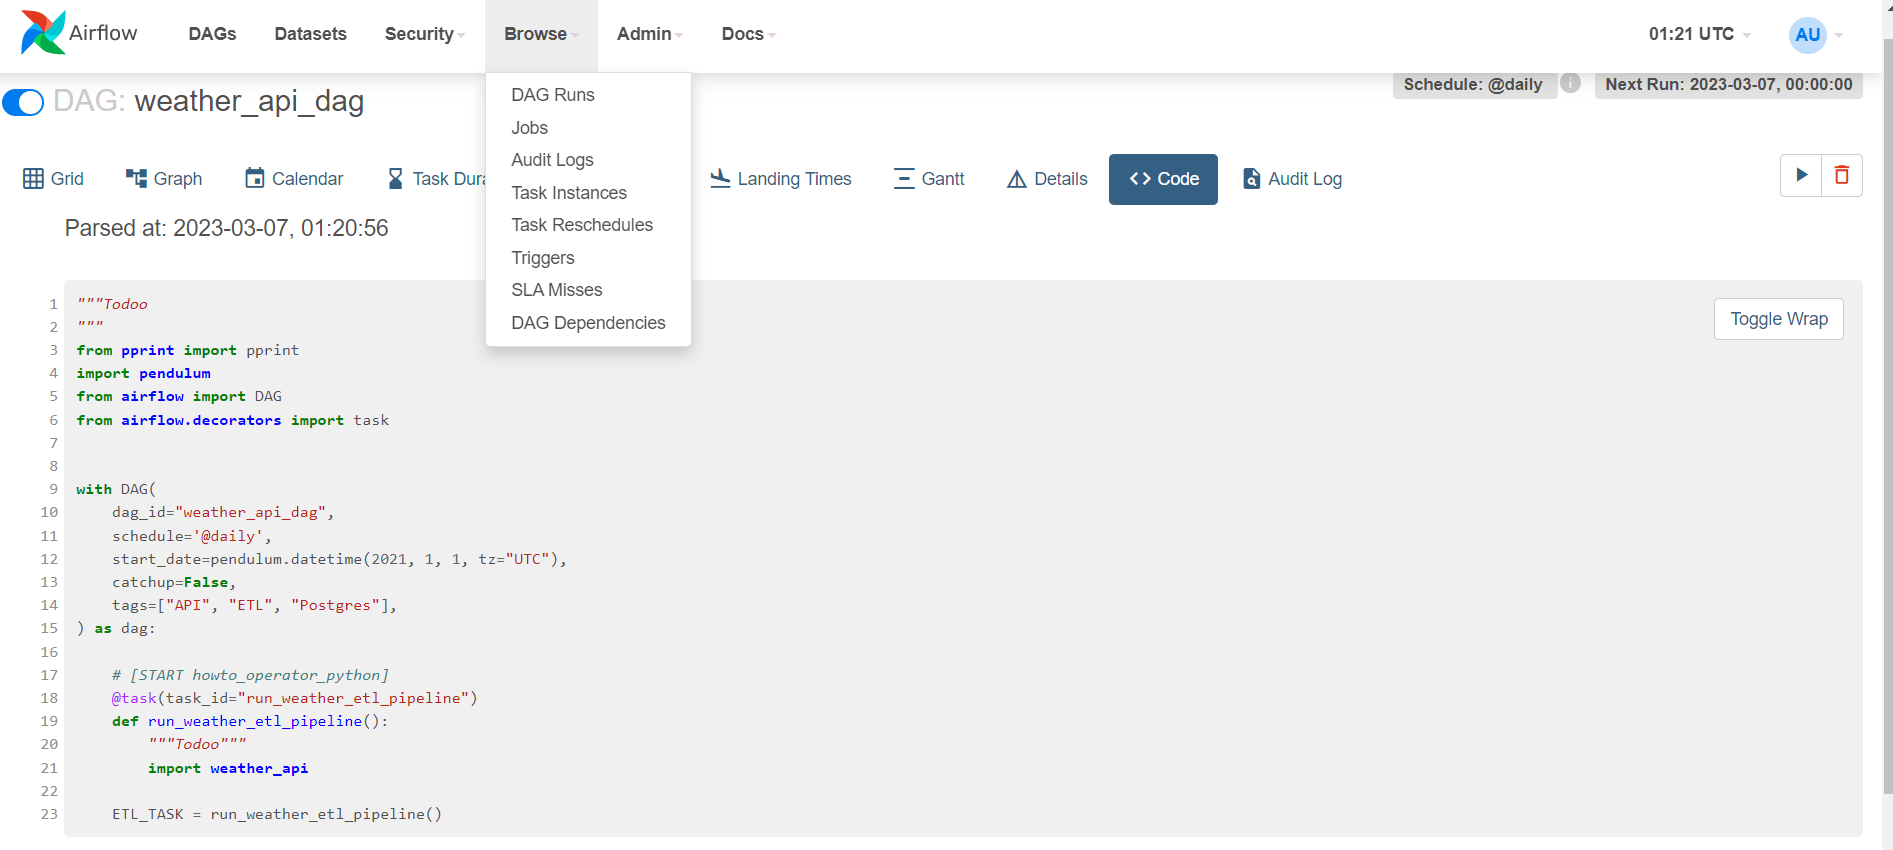 Airflow DAGs Datasets Security Browse Admin Docs 01:21 UTC AU
DAG Runs
Jobs
Audit Logs
Task Instances
Task Reschedules
Triggers
SLA Misses
DAG Dependencies
DAG: weather_api_dag
Schedule: @daily i Next Run: 2023-03-07, 00:00:00
Grid Graph Calendar Task Dura Landing Times Gantt Details <> Code Audit Log
Parsed at: 2023-03-07, 01:20:56
Toggle Wrap
1 """Todoo
2 """
3 from pprint import pprint
4 import pendulum
5 from airflow import DAG
6 from airflow.decorators import task
7
8
9 with DAG(
10     dag_id="weather_api_dag",
11     schedule='@daily',
12     start_date=pendulum.datetime(2021, 1, 1, tz="UTC"),
13     catchup=False,
14     tags=["API", "ETL", "Postgres"],
15 ) as dag:
16
17     # [START howto_operator_python]
18     @task(task_id="run_weather_etl_pipeline")
19     def run_weather_etl_pipeline():
20         """Todoo"""
21         import weather_api
22
23     ETL_TASK = run_weather_etl_pipeline()